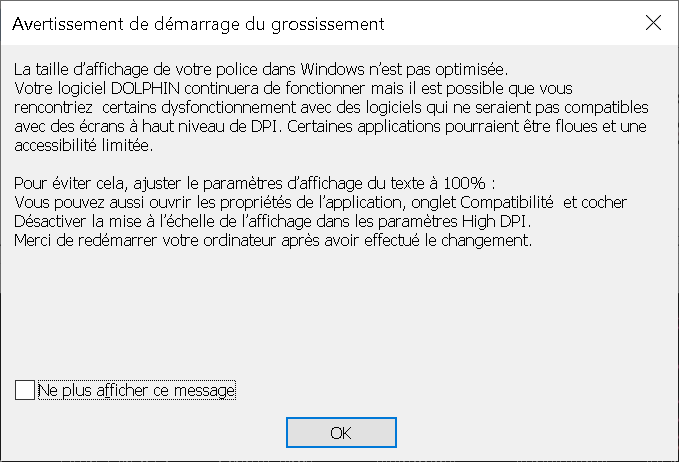 Avertissement de démarrage du grossissement
La taille d'affichage de votre police dans Windows n'est pas optimisée.
Votre logiciel DOLPHIN continuera de fonctionner mais il est possible que vous
rencontriez  certains dysfonctionnement avec des logiciels qui ne seraient pas compatibles
avec des écrans à haut niveau de DPI. Certaines applications pourraient être floues et une
accessibilité limitée.
Pour éviter cela, ajuster le paramètres d'affichage du texte à 100% :
Vous pouvez aussi ouvrir les propriétés de l'application, onglet Compatibilité  et cocher
Désactiver la mise à l'échelle de l'affichage dans les paramètres High DPI.
Merci de redémarrer votre ordinateur après avoir effectué le changement.
Ne plus afficher ce message
OK